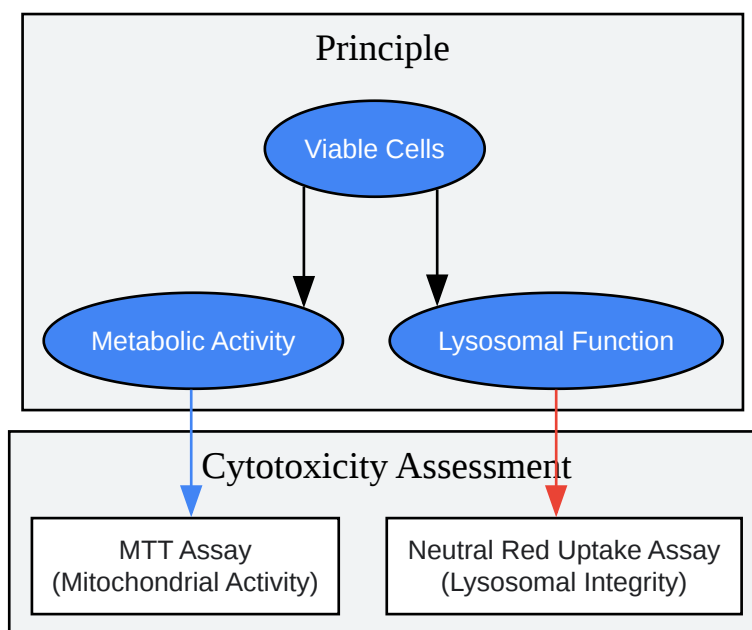 Principle
Viable Cells
Metabolic Activity
Lysosomal Function
Cytotoxicity Assessment
MTT Assay
(Mitochondrial Activity)
Neutral Red Uptake Assay
(Lysosomal Integrity)